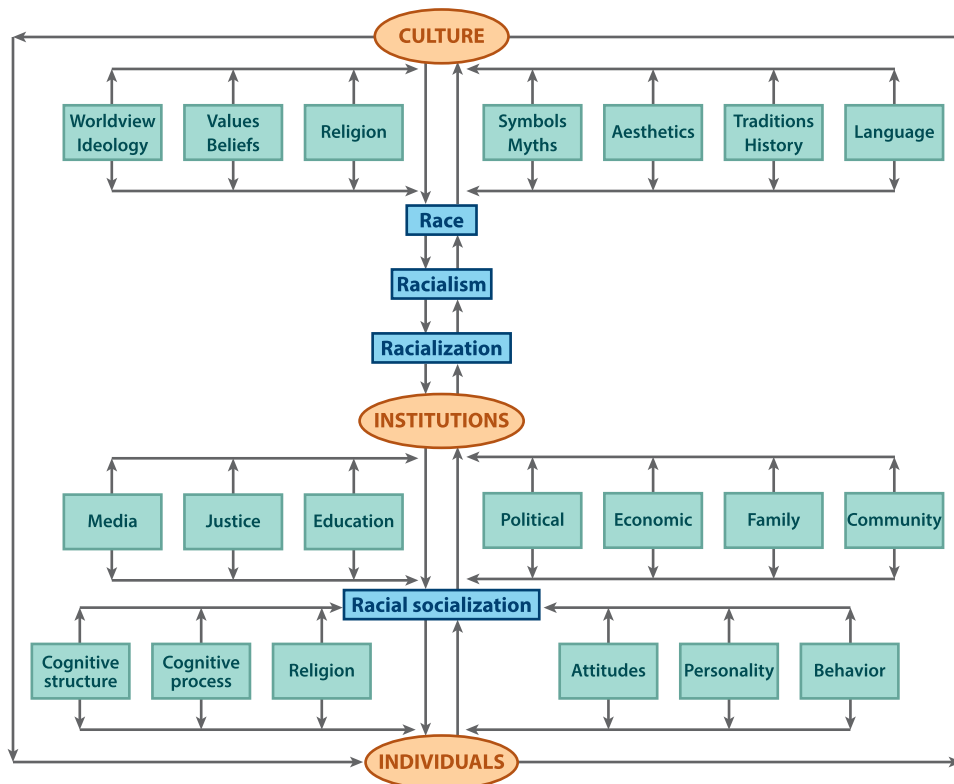 CULTURE
Worldview
Ideology
Values
Beliefs
Religion
Symbols
Myths
Aesthetics
Traditions
History
Language
Race
Racialism
Racialization
INSTITUTIONS
Media
Justice
Education
Political
Economic
Family
Community
Racial socialization
Cognitive
structure
Cognitive
process
Religion
Attitudes
Personality
Behavior
INDIVIDUALS